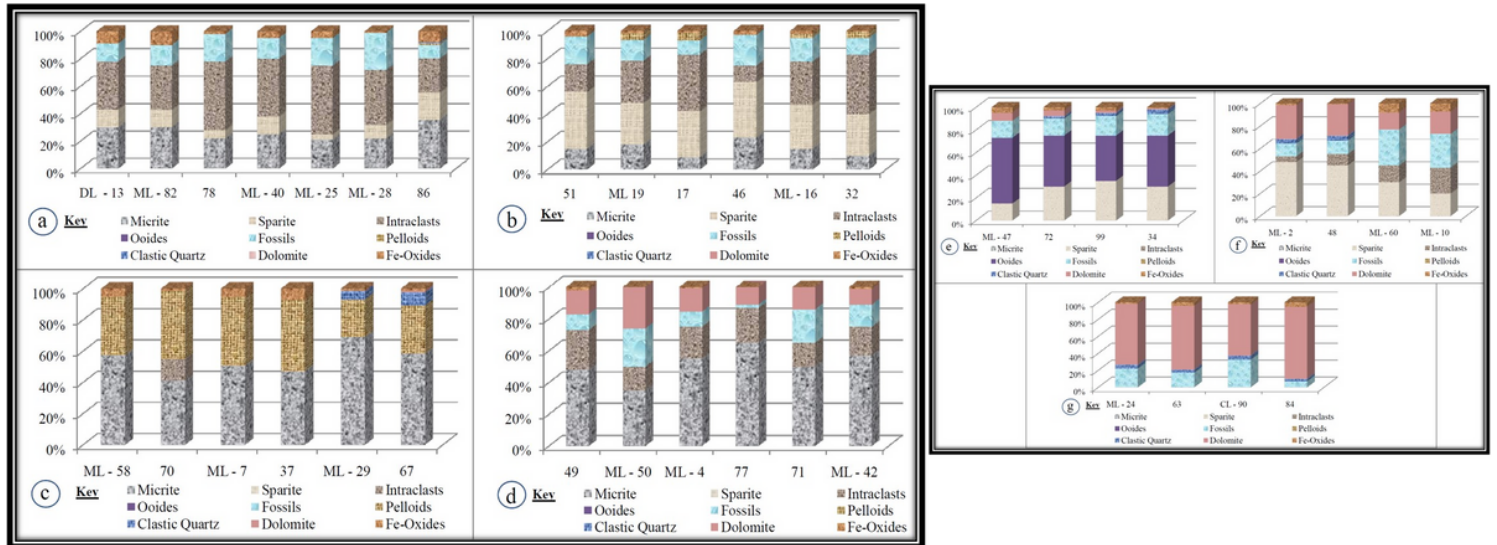 100%
80%
60%
40%
20%
0%
DL - 13 ML - 82 78 ML - 40 ML - 25 ML - 28 86
a Key Micrite Sparite Intraclasts
Ooides Fossils Pelloids
Clastic Quartz Dolomite Fe-Oxides
100%
80%
60%
40%
20%
0%
51 ML 19 17 46 ML - 16 32
b Key Micrite Sparite Intraclasts
Ooides Fossils Pelloids
Clastic Quartz Dolomite Fe-Oxides
100%
80%
60%
40%
20%
0%
ML - 58 70 ML - 7 37 ML - 29 67
c Key Micrite Sparite Intraclasts
Ooides Fossils Pelloids
Clastic Quartz Dolomite Fe-Oxides
100%
80%
60%
40%
20%
0%
49 ML - 50 ML - 4 77 71 ML - 42
d Key Micrite Sparite Intraclasts
Ooides Fossils Pelloids
Clastic Quartz Dolomite Fe-Oxides
100%
80%
60%
40%
20%
0%
ML - 47 72 99 34
e Key Micrite Sparite Intraclasts
Ooides Fossils Pelloids
Clastic Quartz Dolomite Fe-Oxides
100%
80%
60%
40%
20%
0%
ML - 2 48 ML - 60 ML - 10
f Key Micrite Sparite Intraclasts
Ooides Fossils Pelloids
Clastic Quartz Dolomite Fe-Oxides
100%
80%
60%
40%
20%
0%
g Key ML - 24 63 CL - 90 84
Micrite Sparite Intraclasts
Ooides Fossils Pelloids
Clastic Quartz Dolomite Fe-Oxides